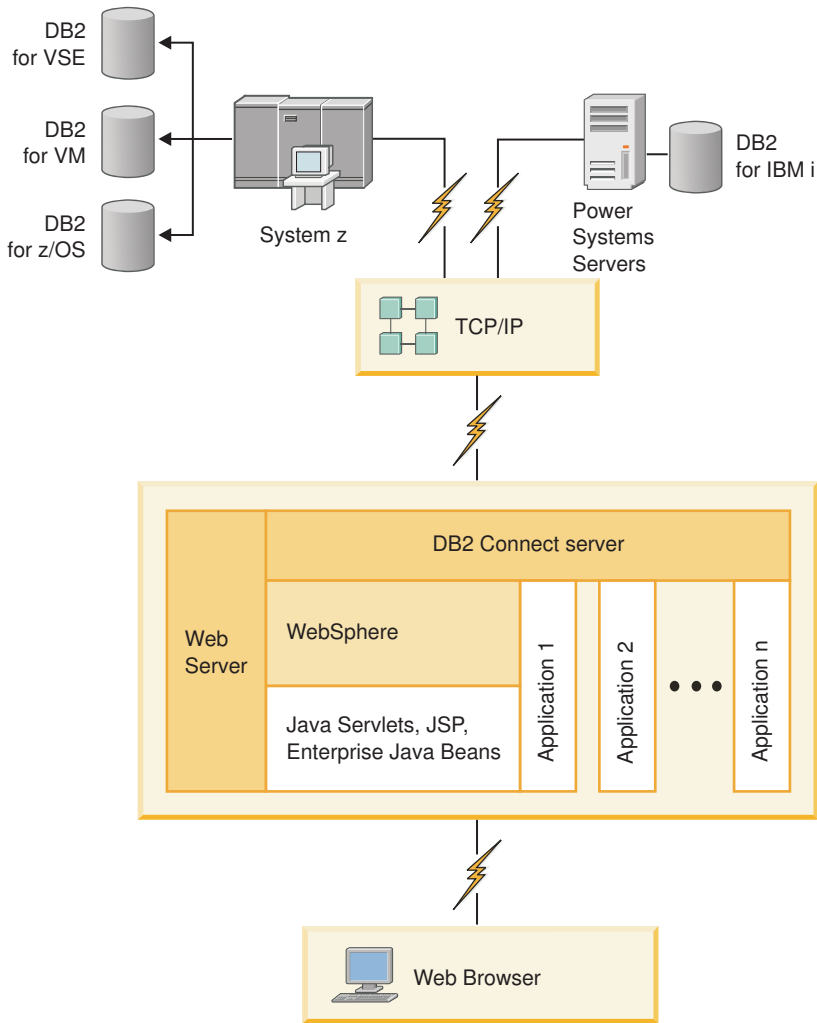 DB2
for VSE
DB2
for VM
DB2
for z/OS
System z
Power
Systems
Servers
DB2
for IBM i
TCP/IP
DB2 Connect server
Web
Server
WebSphere
Java Servlets, JSP,
Enterprise Java Beans
Application 1
Application 2
Application n
Web Browser